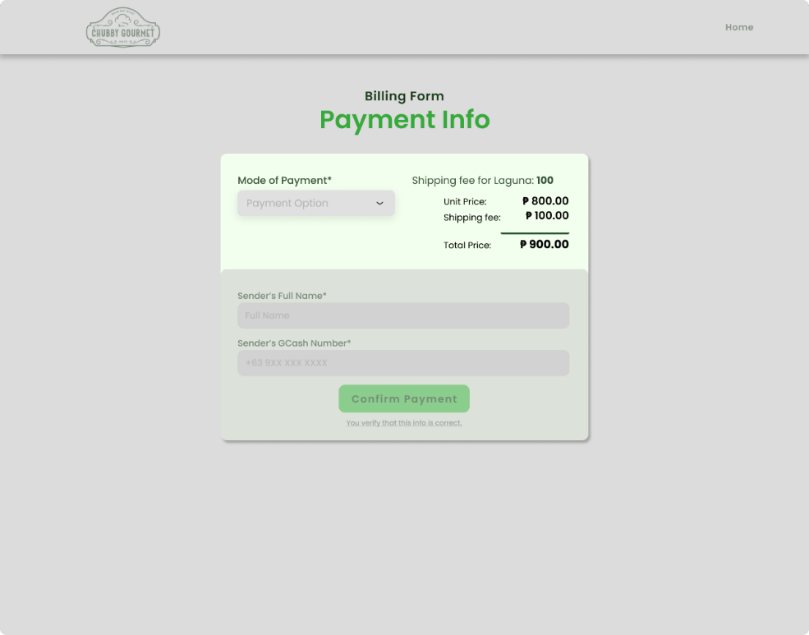 CHUBBY GOURMET
Home
Billing Form
Payment Info
Mode of Payment*
Payment Option
Shipping fee for Laguna: 100
Unit Price: ₱ 800.00
Shipping fee: ₱ 100.00
Total Price: ₱ 900.00
Sender's Full Name*
Full Name
Sender's GCash Number*
+63 9XX XXX XXXX
Confirm Payment
You verify that this info is correct.